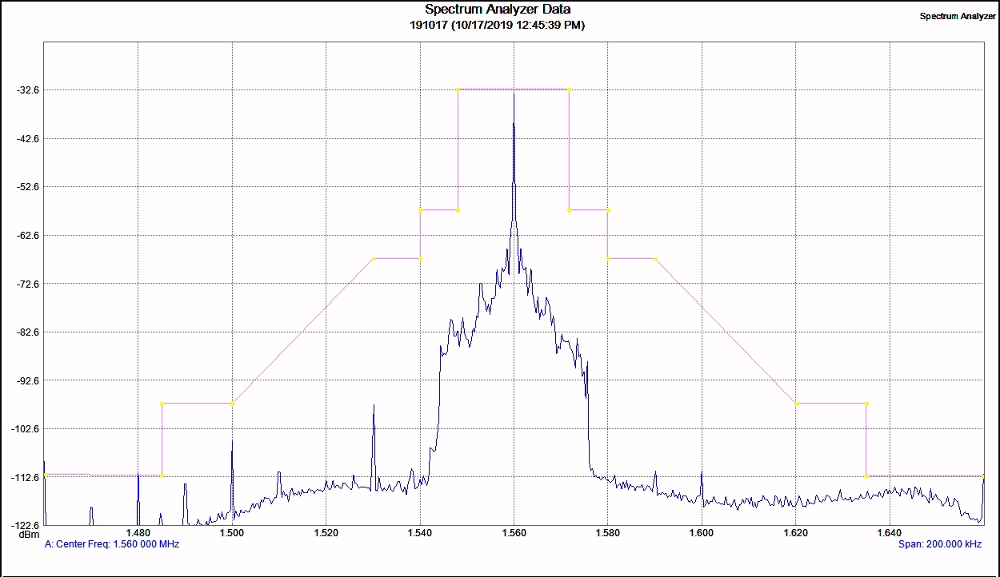 Spectrum Analyzer Data
Spectrum Analyzer
191017 (10/17/2019 12:45:39 PM)
-32.6
-42.6
-52.6
-62.6
-72.6
-82.6
-92.6
-102.6
-112.6
-122.6
dBm
1.480 1.500 1.520 1.540 1.560 1.580 1.600 1.620 1.640
A: Center Freq: 1.560 000 MHz Span: 200.000 kHz